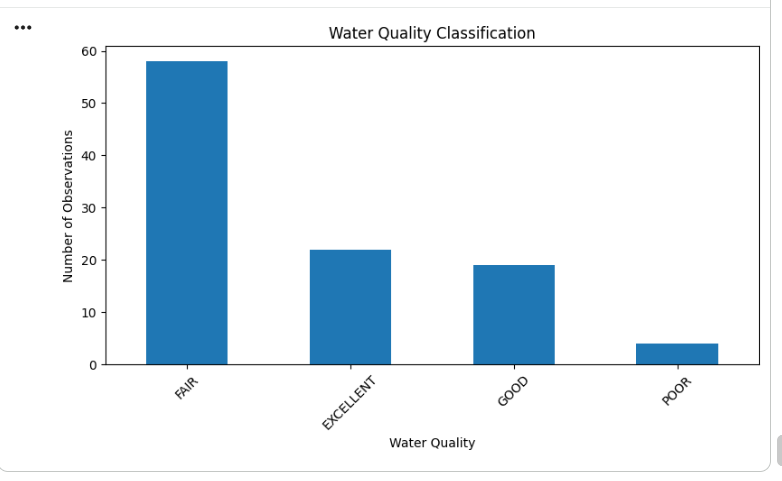 Water Quality Classification
60
50
40
30
20
10
0
Number of Observations
FAIR
EXCELLENT
GOOD
POOR
Water Quality